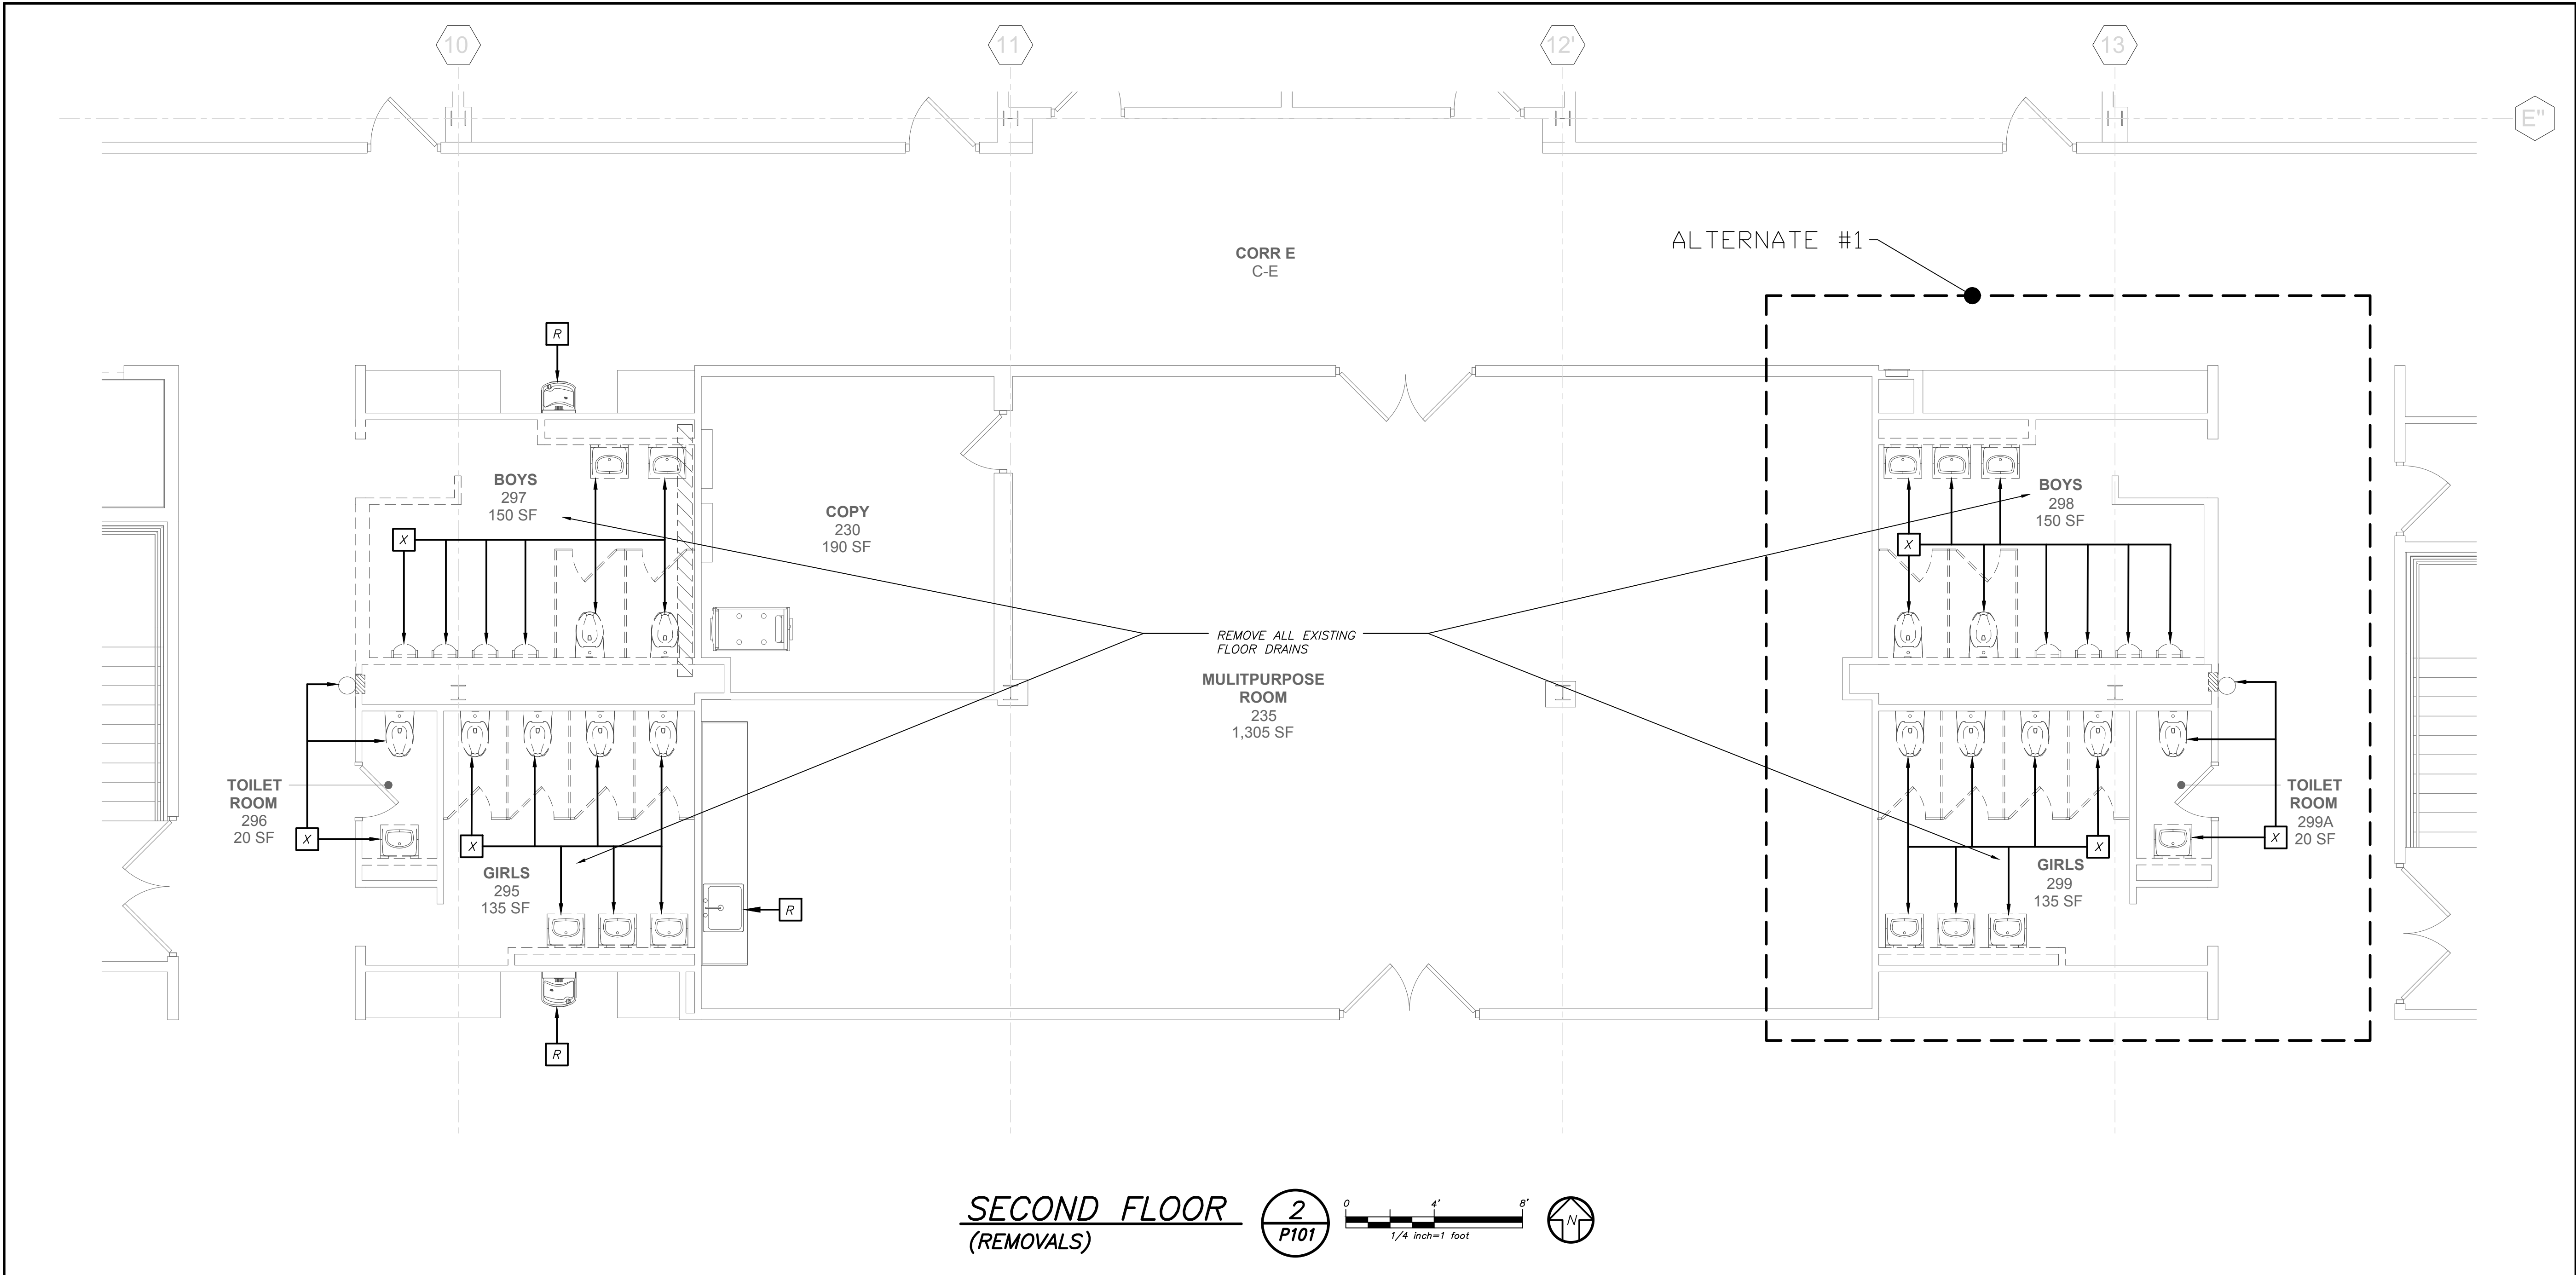 10
11
12'
13
E"
ALTERNATE #1
CORR E
C-E
R
BOYS
297
150 SF
COPY
230
190 SF
BOYS
298
150 SF
X
X
REMOVE ALL EXISTING
FLOOR DRAINS
MULITPURPOSE
ROOM
235
1,305 SF
TOILET
ROOM
296
20 SF
X
X
GIRLS
295
135 SF
R
X
GIRLS
299
135 SF
X
TOILET
ROOM
299A
20 SF
R
SECOND FLOOR
(REMOVALS)
2
P101
0 4' 8'
1/4 inch=1 foot
N